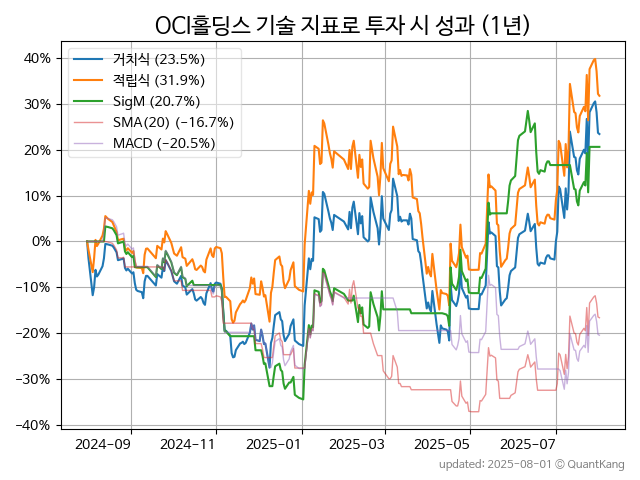 OCI홀딩스 기술 지표로 투자 시 성과 (1년)
40%
30%
20%
10%
0%
−10%
−20%
−30%
−40%
거치식 (23.5%)
적립식 (31.9%)
SigM (20.7%)
SMA(20) (−16.7%)
MACD (−20.5%)
2024-09
2024-11
2025-01
2025-03
2025-05
2025-07
updated: 2025-08-01 © QuantKang